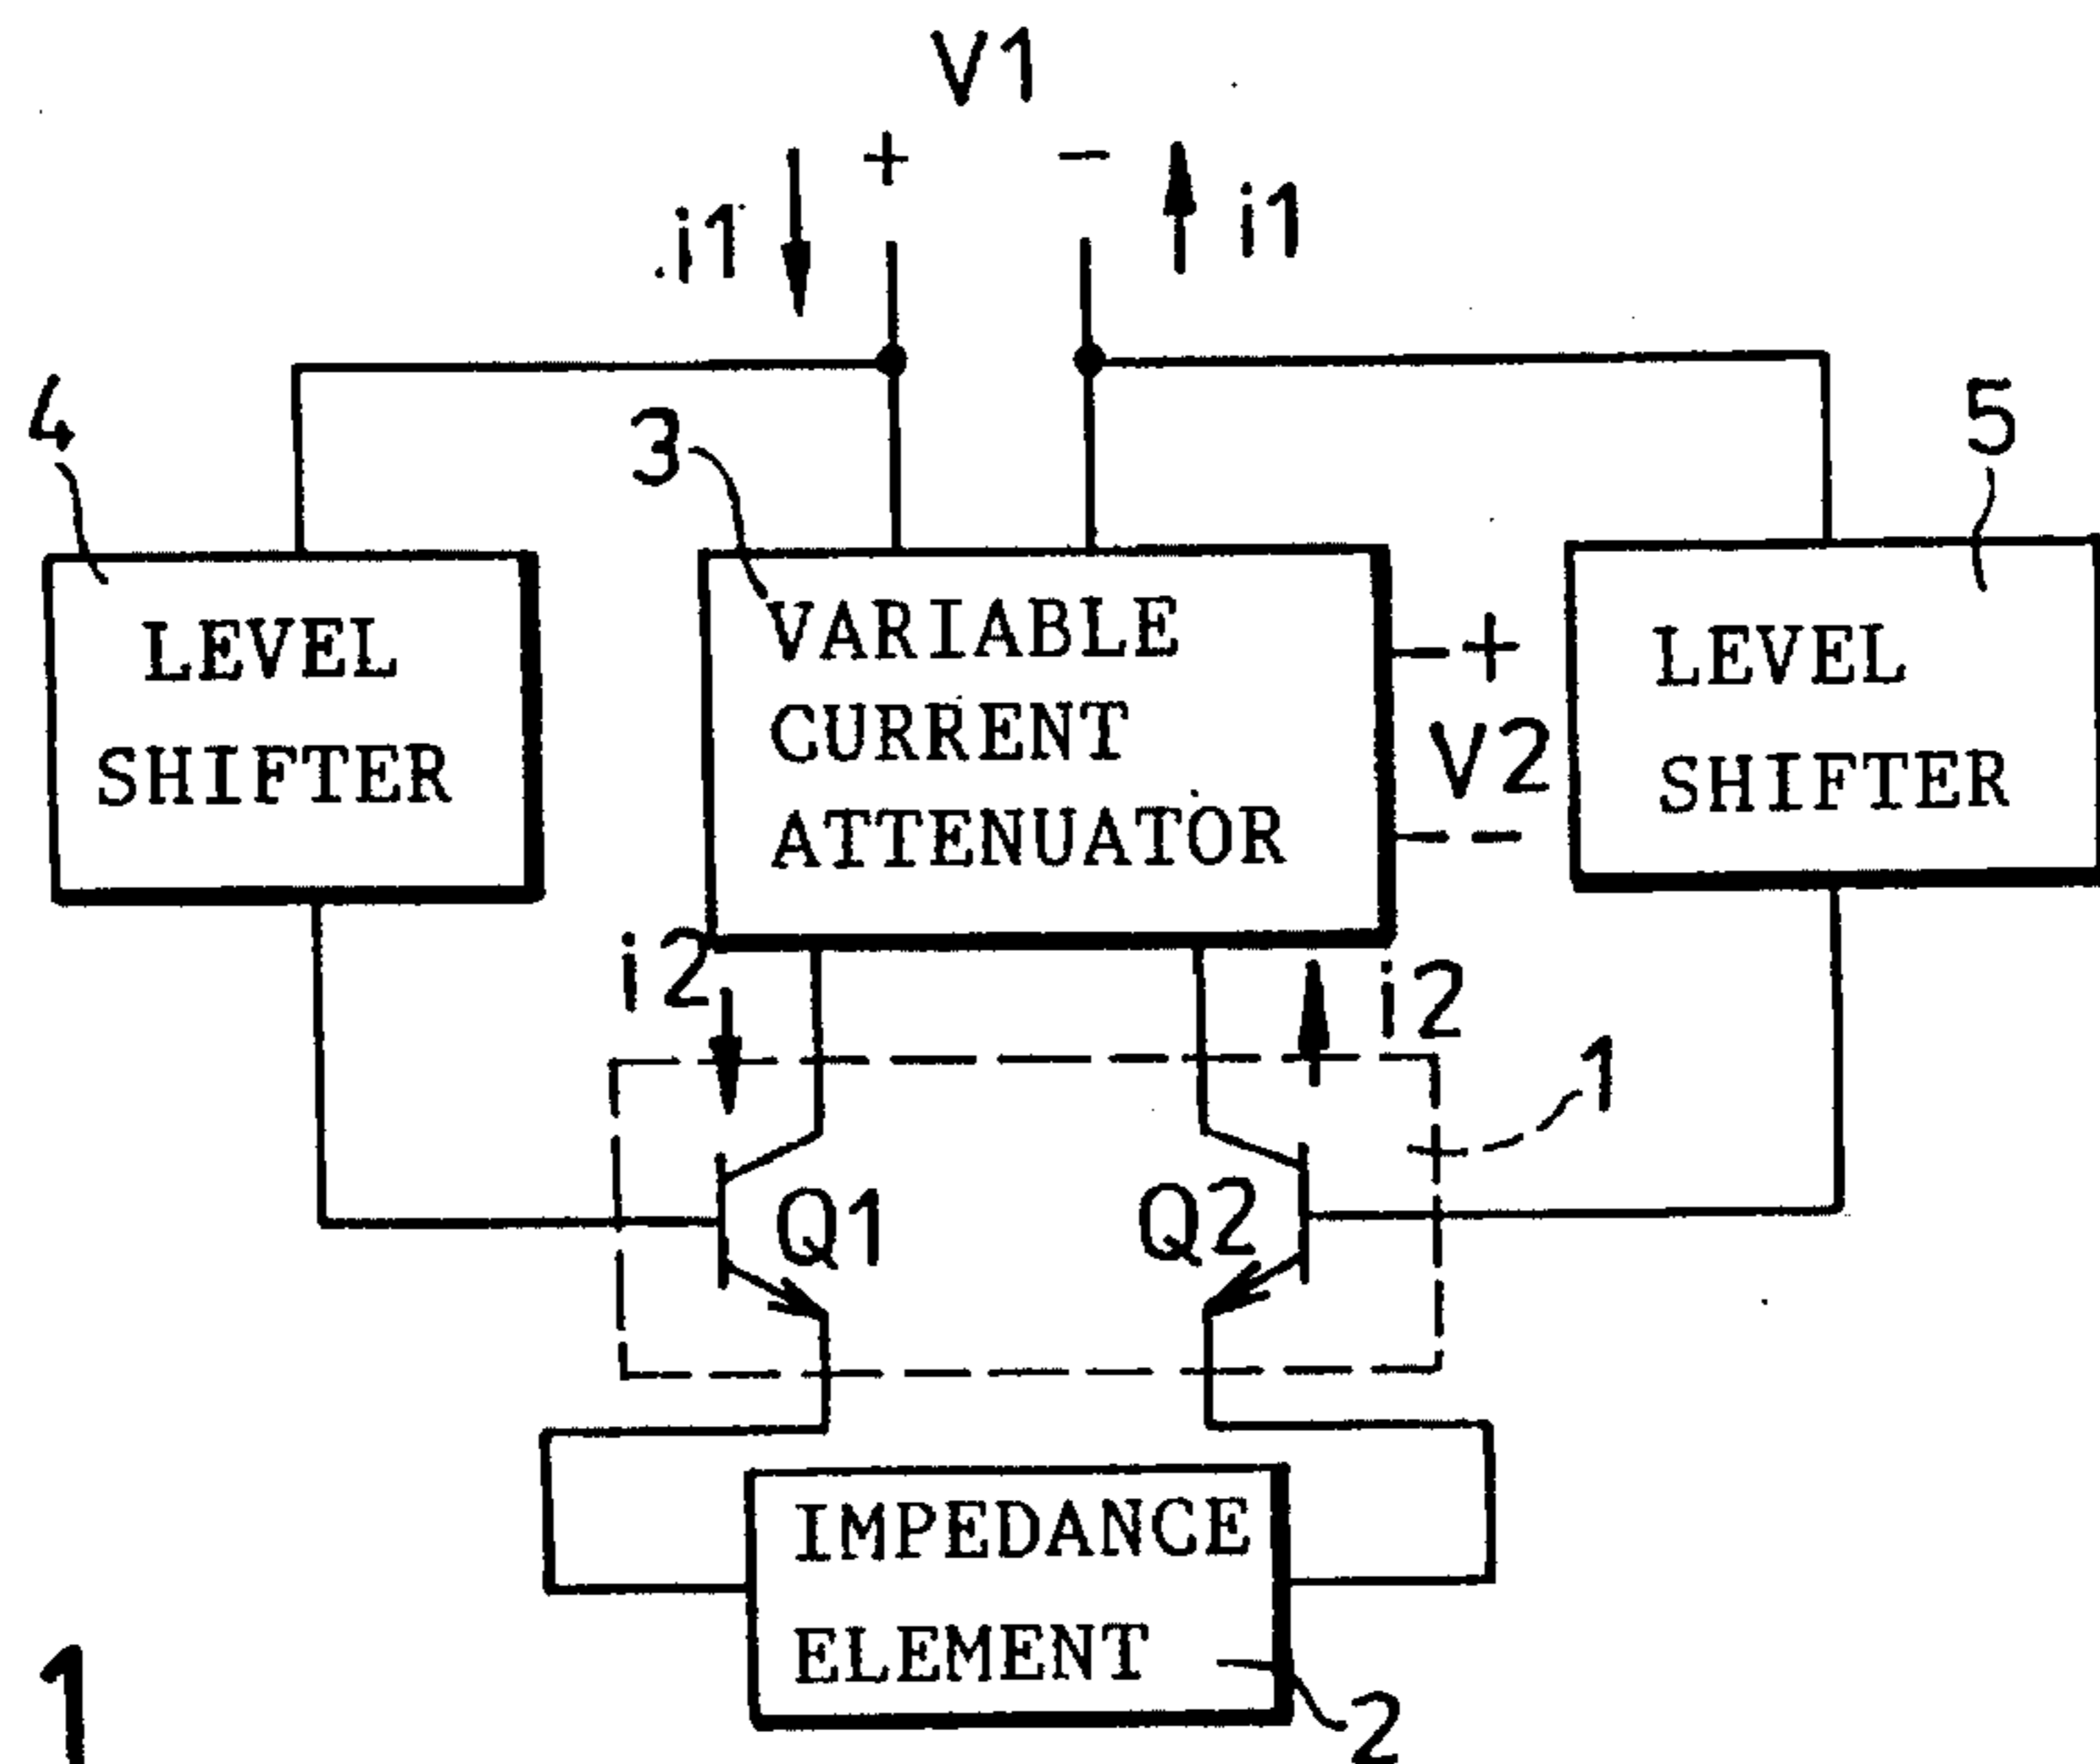 V1
+ −
i1 i1
4
3
5
LEVEL
SHIFTER
VARIABLE
CURRENT
ATTENUATOR
+
V2
−
LEVEL
SHIFTER
i2 i2
1
Q1 Q2
IMPEDANCE
ELEMENT
2
1